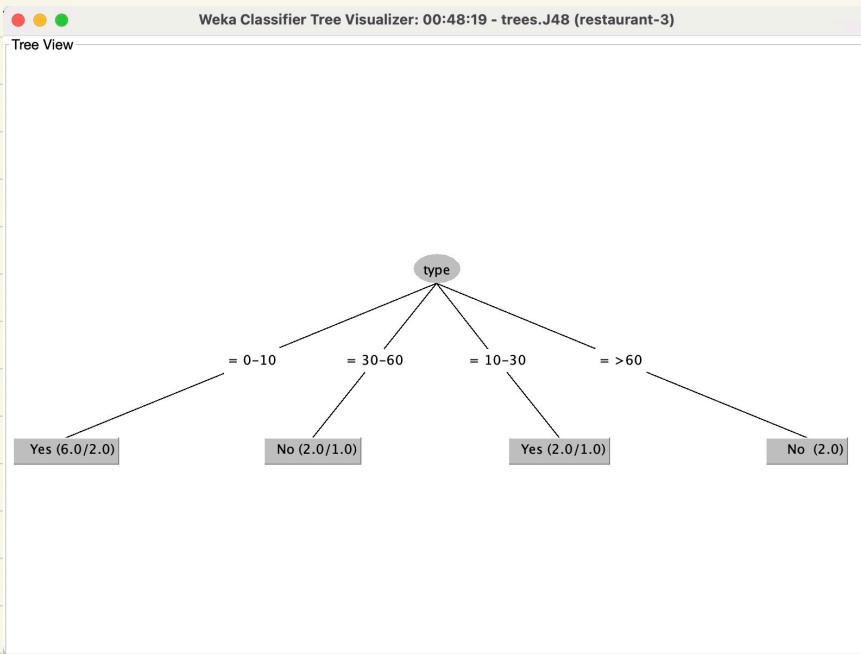 Weka Classifier Tree Visualizer: 00:48:19 - trees.J48 (restaurant-3)
Tree View
type
= 0-10 = 30-60 = 10-30 = >60
Yes (6.0/2.0) No (2.0/1.0) Yes (2.0/1.0) No (2.0)